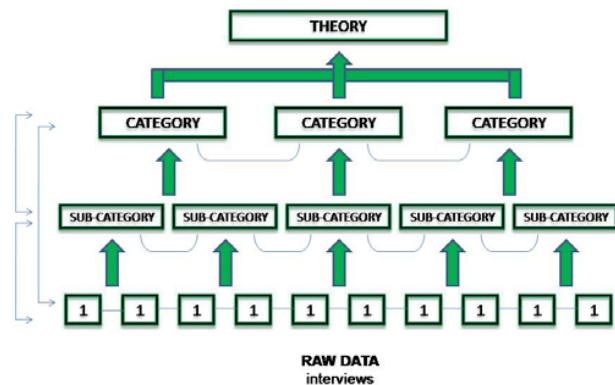 THEORY
CATEGORY CATEGORY CATEGORY
SUB-CATEGORY SUB-CATEGORY SUB-CATEGORY SUB-CATEGORY SUB-CATEGORY
1 1 1 1 1 1 1 1 1 1
RAW DATA
interviews